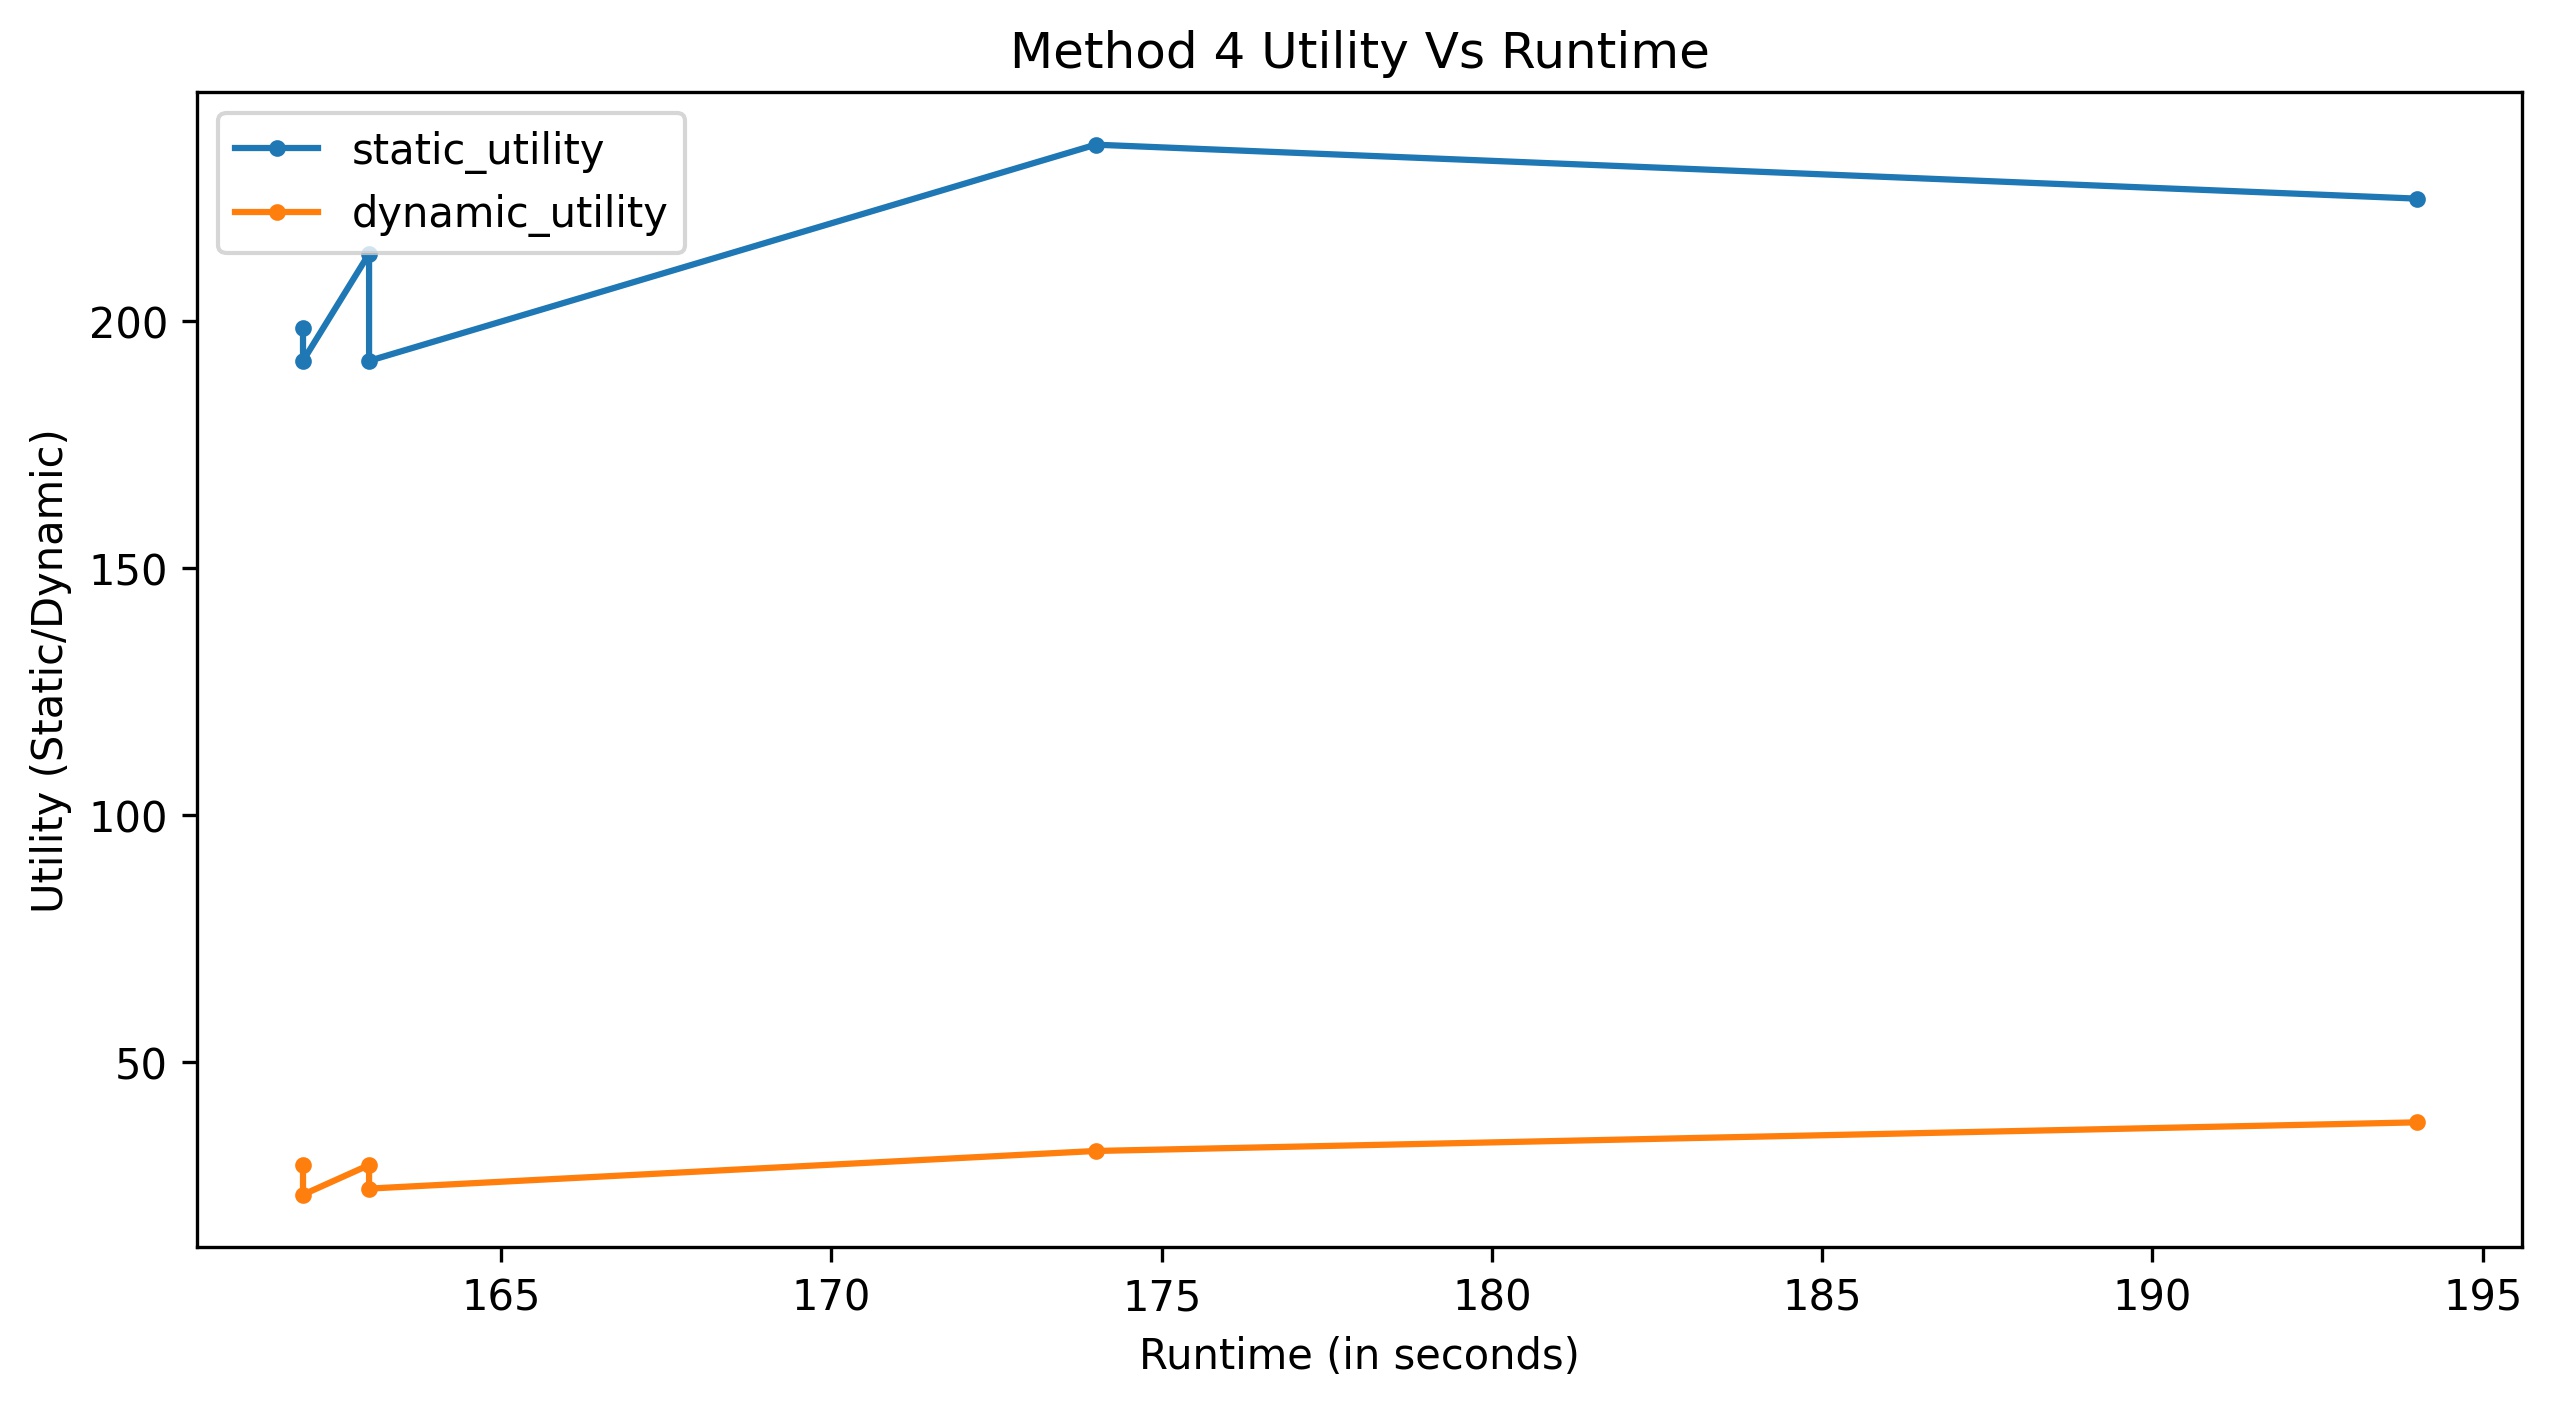 Method 4 Utility Vs Runtime
static_utility
dynamic_utility
Utility (Static/Dynamic)
200
150
100
50
165 170 175 180 185 190 195
Runtime (in seconds)